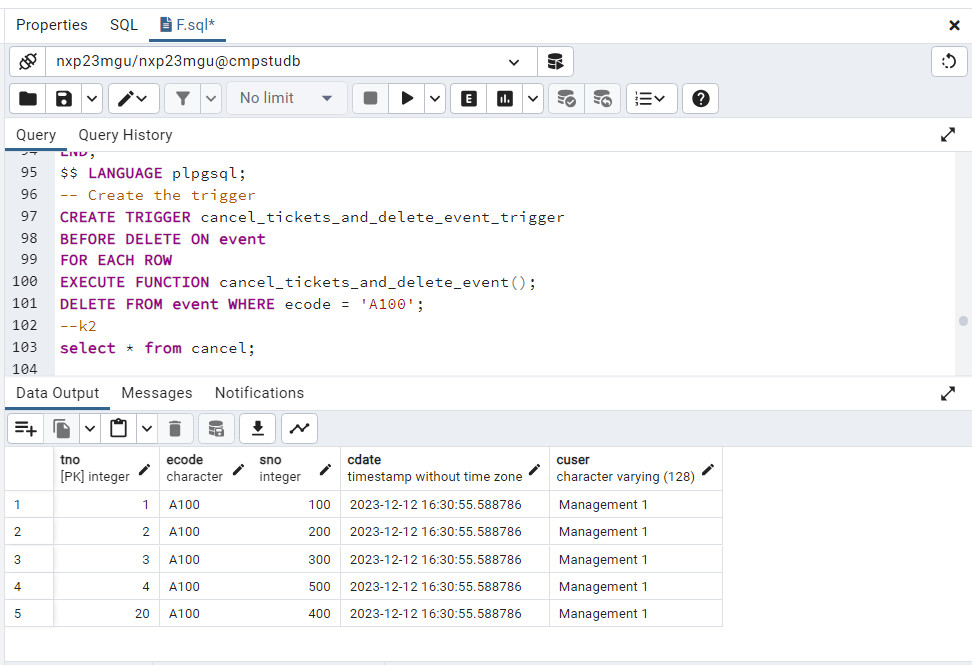 Properties SQL F.sql*
nxp23mgu/nxp23mgu@cmpstudb
No limit E
Query Query History
94 END;
95 $$ LANGUAGE plpgsql;
96 -- Create the trigger
97 CREATE TRIGGER cancel_tickets_and_delete_event_trigger
98 BEFORE DELETE ON event
99 FOR EACH ROW
100 EXECUTE FUNCTION cancel_tickets_and_delete_event();
101 DELETE FROM event WHERE ecode = 'A100';
102 --k2
103 select * from cancel;
104
Data Output Messages Notifications
tno ecode sno cdate cuser
[PK] integer character integer timestamp without time zone character varying (128)
1 1 A100 100 2023-12-12 16:30:55.588786 Management 1
2 2 A100 200 2023-12-12 16:30:55.588786 Management 1
3 3 A100 300 2023-12-12 16:30:55.588786 Management 1
4 4 A100 500 2023-12-12 16:30:55.588786 Management 1
5 20 A100 400 2023-12-12 16:30:55.588786 Management 1